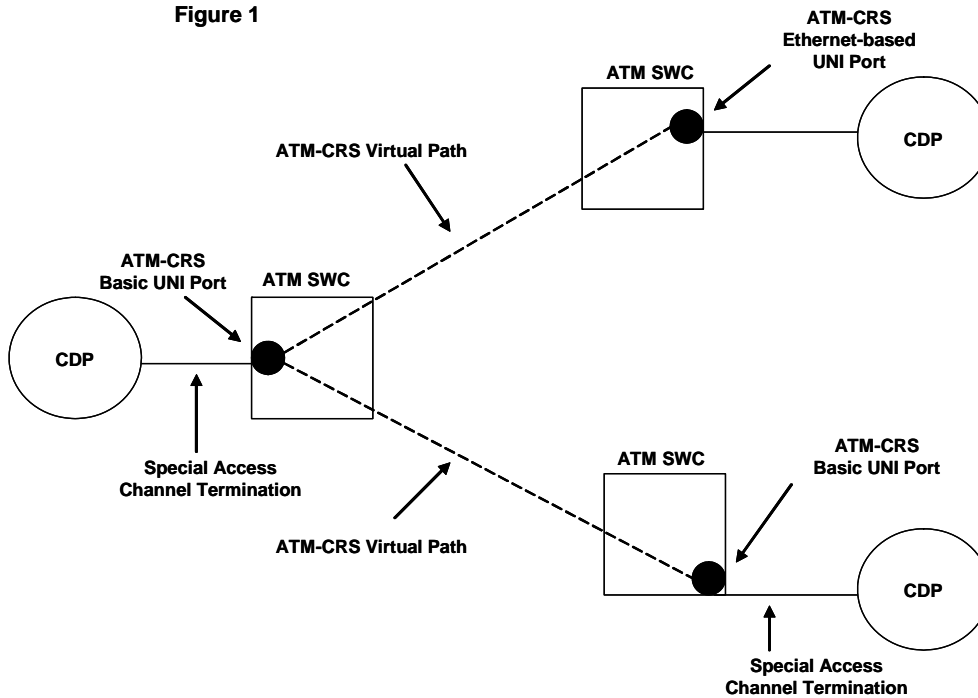 Figure 1
ATM-CRS
Ethernet-based
UNI Port
ATM SWC
CDP
ATM-CRS Virtual Path
ATM-CRS
Basic UNI Port
ATM SWC
CDP
Special Access
Channel Termination
ATM-CRS Virtual Path
ATM SWC
ATM-CRS
Basic UNI Port
CDP
Special Access
Channel Termination